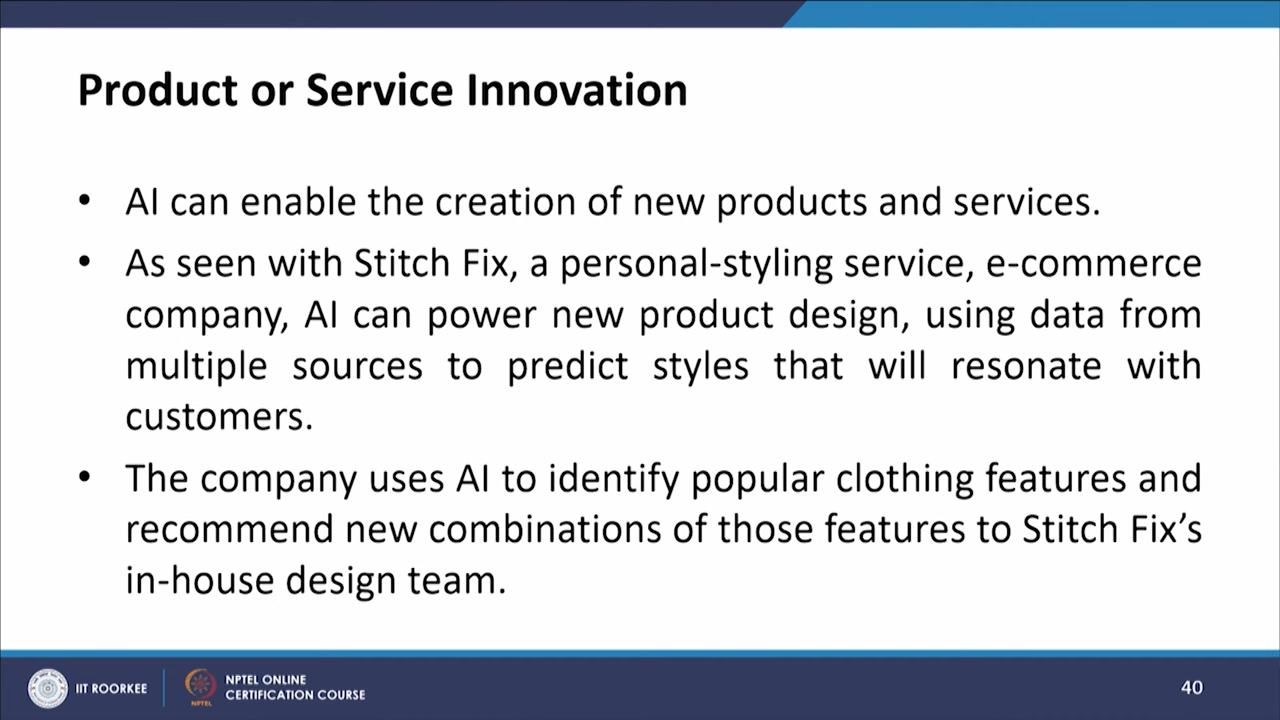 Product or Service Innovation
• AI can enable the creation of new products and services.
• As seen with Stitch Fix, a personal-styling service, e-commerce
company, AI can power new product design, using data from
multiple sources to predict styles that will resonate with
customers.
• The company uses AI to identify popular clothing features and
recommend new combinations of those features to Stitch Fix’s
in-house design team.
IIT ROORKEE
NPTEL
NPTEL ONLINE
CERTIFICATION COURSE
40